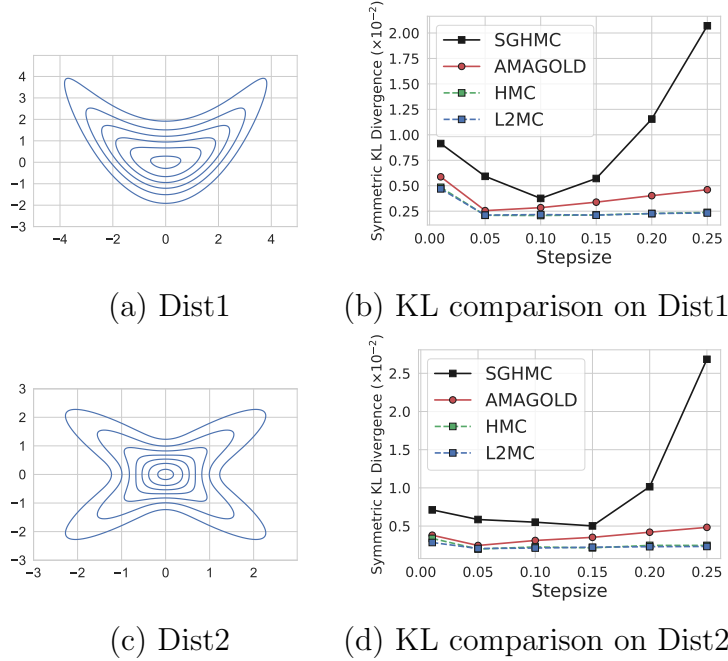 4
3
2
1
0
−1
−2
−3
−4
−2
0
2
4
(a) Dist1
Symmetric KL Divergence (×10⁻²)
2.00
1.75
1.50
1.25
1.00
0.75
0.50
0.25
SGHMC
AMAGOLD
HMC
L2MC
0.00 0.05 0.10 0.15 0.20 0.25
Stepsize
(b) KL comparison on Dist1
3
2
1
0
−1
−2
−3
−3
−2
−1
0
1
2
(c) Dist2
Symmetric KL Divergence (×10⁻²)
2.5
2.0
1.5
1.0
0.5
SGHMC
AMAGOLD
HMC
L2MC
0.00 0.05 0.10 0.15 0.20 0.25
Stepsize
(d) KL comparison on Dist2